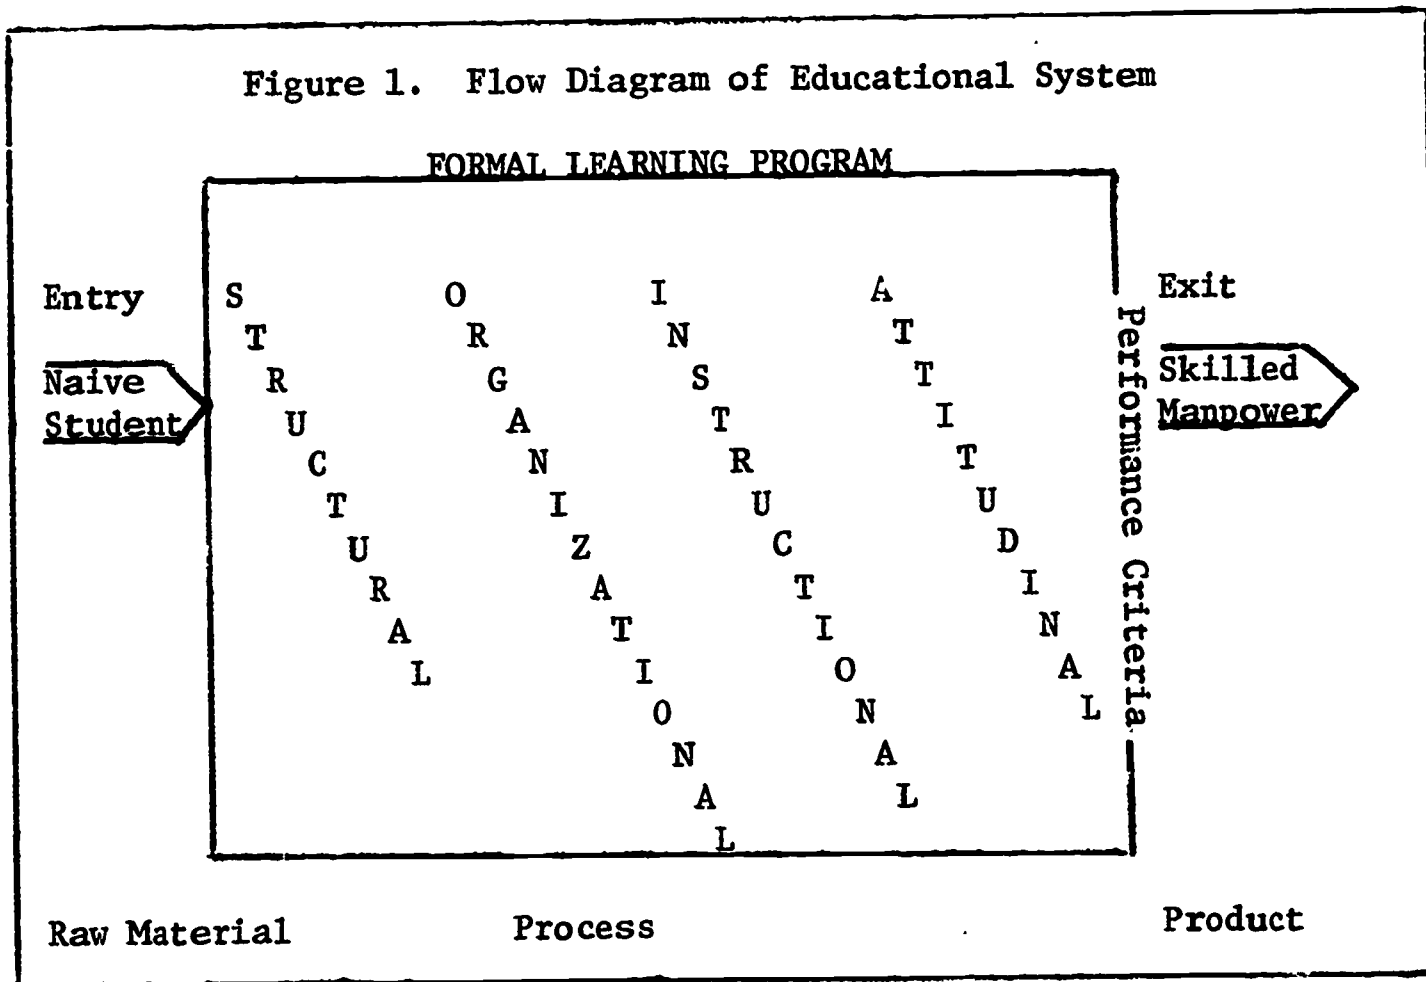 Figure 1. Flow Diagram of Educational System
FORMAL LEARNING PROGRAM
Entry
Naive
Student
STRUCTURAL
ORGANIZATIONAL
INSTRUCTIONAL
ATTITUDINAL
Performance Criteria
Exit
Skilled
Manpower
Raw Material
Process
Product